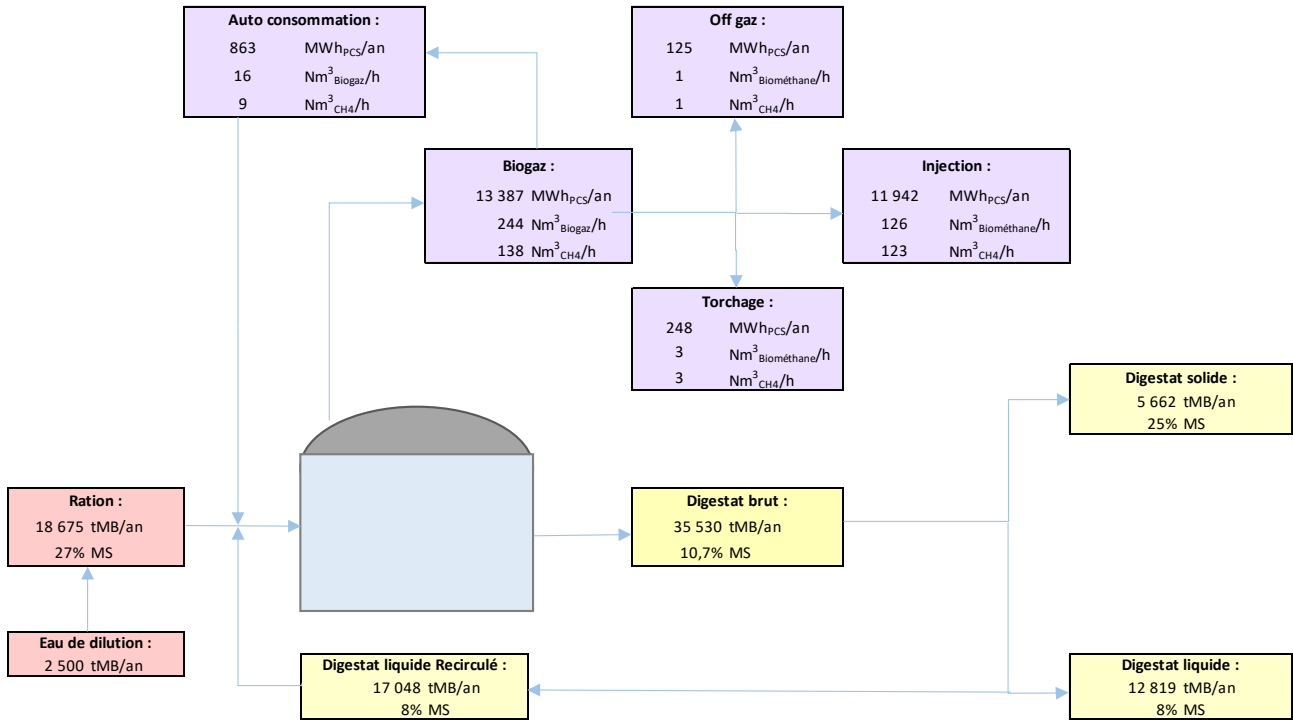 Auto consommation :
863 MWhPCS/an
16 Nm3Biogaz/h
9 Nm3CH4/h
Off gaz :
125 MWhPCS/an
1 Nm3Biométhane/h
1 Nm3CH4/h
Biogaz :
13 387 MWhPCS/an
244 Nm3Biogaz/h
138 Nm3CH4/h
Injection :
11 942 MWhPCS/an
126 Nm3Biométhane/h
123 Nm3CH4/h
Torchage :
248 MWhPCS/an
3 Nm3Biométhane/h
3 Nm3CH4/h
Digestat solide :
5 662 tMB/an
25% MS
Ration :
18 675 tMB/an
27% MS
Digestat brut :
35 530 tMB/an
10,7% MS
Eau de dilution :
2 500 tMB/an
Digestat liquide Recirculé :
17 048 tMB/an
8% MS
Digestat liquide :
12 819 tMB/an
8% MS